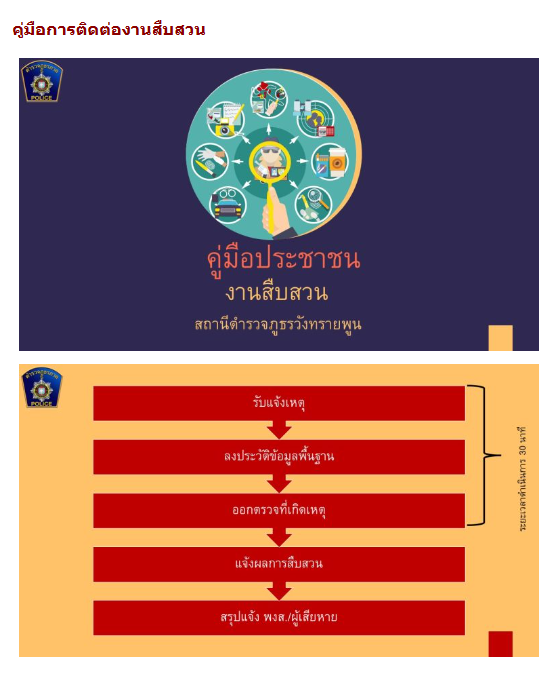 คู่มือการติดต่องานสืบสวน
POLICE
คู่มือประชาชน
งานสืบสวน
สถานีตำรวจภูธรวังทรายพูน
POLICE
รับแจ้งเหตุ
ลงประวัติข้อมูลพื้นฐาน
ออกตรวจที่เกิดเหตุ
แจ้งผลการสืบสวน
สรุปแจ้ง พงส./ผู้เสียหาย
ระยะเวลาดำเนินการ 30 นาที